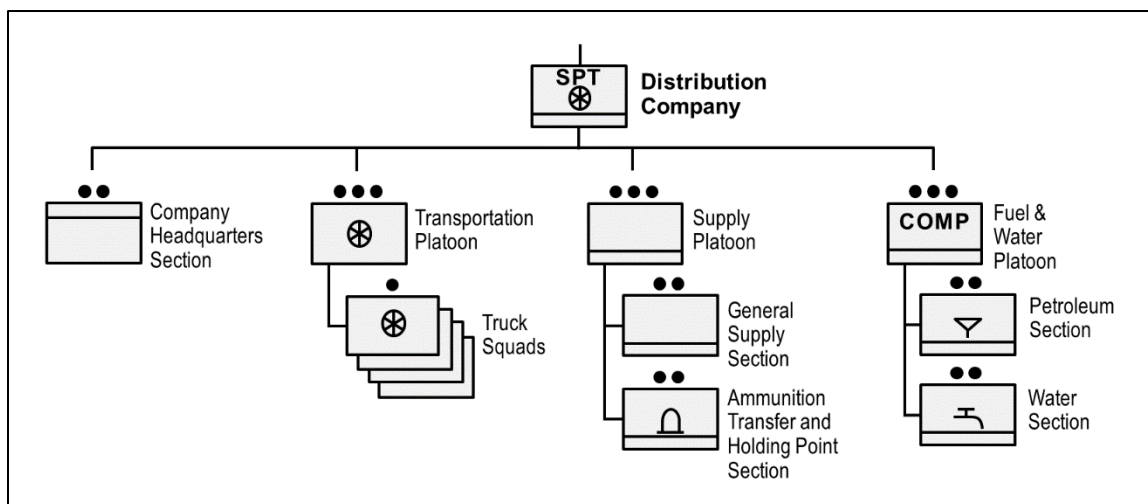 SPT
Distribution
Company
Company
Headquarters
Section
Transportation
Platoon
Truck
Squads
Supply
Platoon
General
Supply
Section
Ammunition
Transfer and
Holding Point
Section
COMP
Fuel &
Water
Platoon
Petroleum
Section
Water
Section